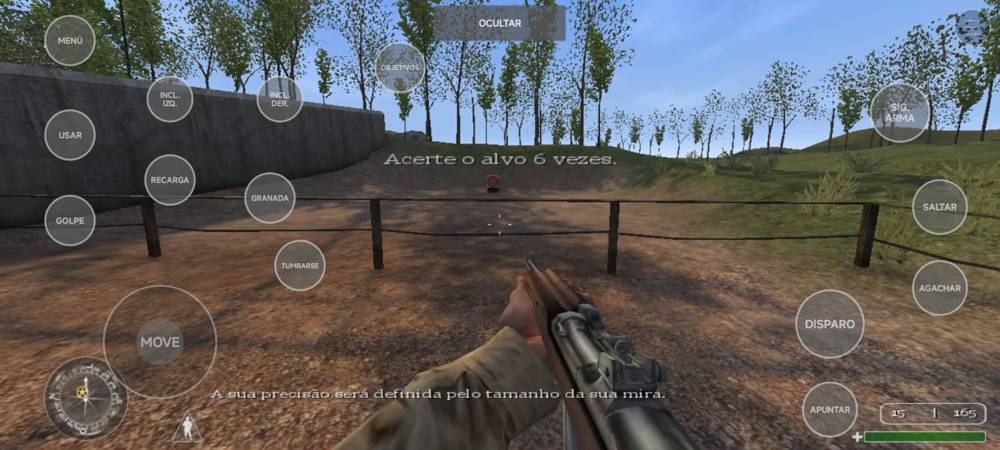 OCULTAR
MENÚ
OBJETIVOS
INCL.
IZQ.
INCL.
DER.
SIG.
ARMA
USAR
Acerte o alvo 6 vezes.
RECARGA
GRANADA
SALTAR
GOLPE
TUMBARSE
AGACHAR
DISPARO
MOVE
A sua precisão será definida pelo tamanho da sua mira.
APUNTAR
15 | 165